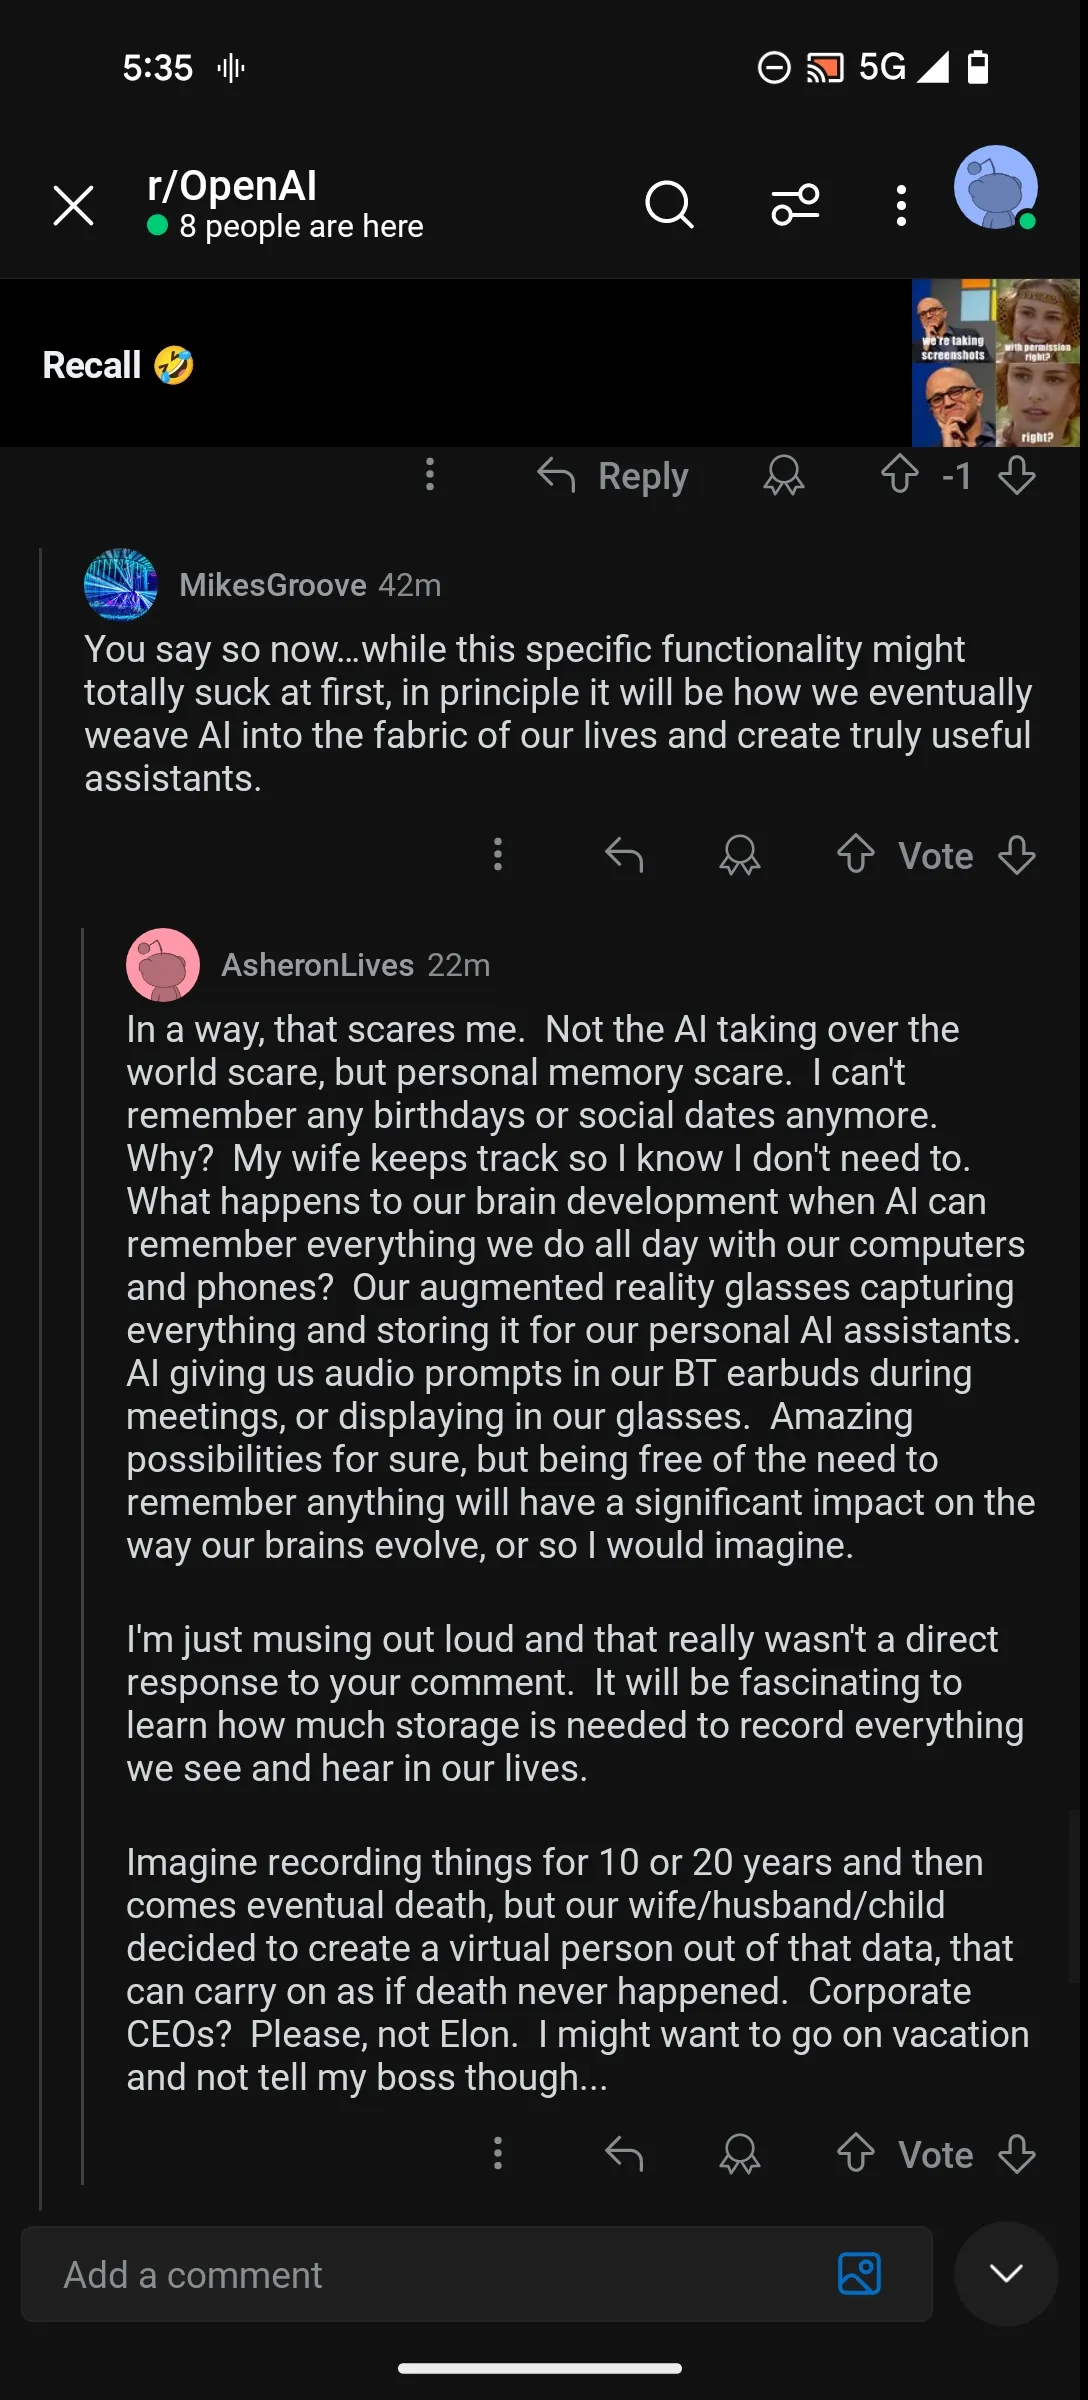 5:35
5G
r/OpenAI
8 people are here
Recall 🤣
we're taking
screenshots
with permission
right?
right?
Reply
-1
MikesGroove 42m
You say so now...while this specific functionality might
totally suck at first, in principle it will be how we eventually
weave AI into the fabric of our lives and create truly useful
assistants.
Vote
AsheronLives 22m
In a way, that scares me.  Not the AI taking over the
world scare, but personal memory scare.  I can't
remember any birthdays or social dates anymore.
Why?  My wife keeps track so I know I don't need to.
What happens to our brain development when AI can
remember everything we do all day with our computers
and phones?  Our augmented reality glasses capturing
everything and storing it for our personal AI assistants.
AI giving us audio prompts in our BT earbuds during
meetings, or displaying in our glasses.  Amazing
possibilities for sure, but being free of the need to
remember anything will have a significant impact on the
way our brains evolve, or so I would imagine.
I'm just musing out loud and that really wasn't a direct
response to your comment.  It will be fascinating to
learn how much storage is needed to record everything
we see and hear in our lives.
Imagine recording things for 10 or 20 years and then
comes eventual death, but our wife/husband/child
decided to create a virtual person out of that data, that
can carry on as if death never happened.  Corporate
CEOs?  Please, not Elon.  I might want to go on vacation
and not tell my boss though...
Vote
Add a comment